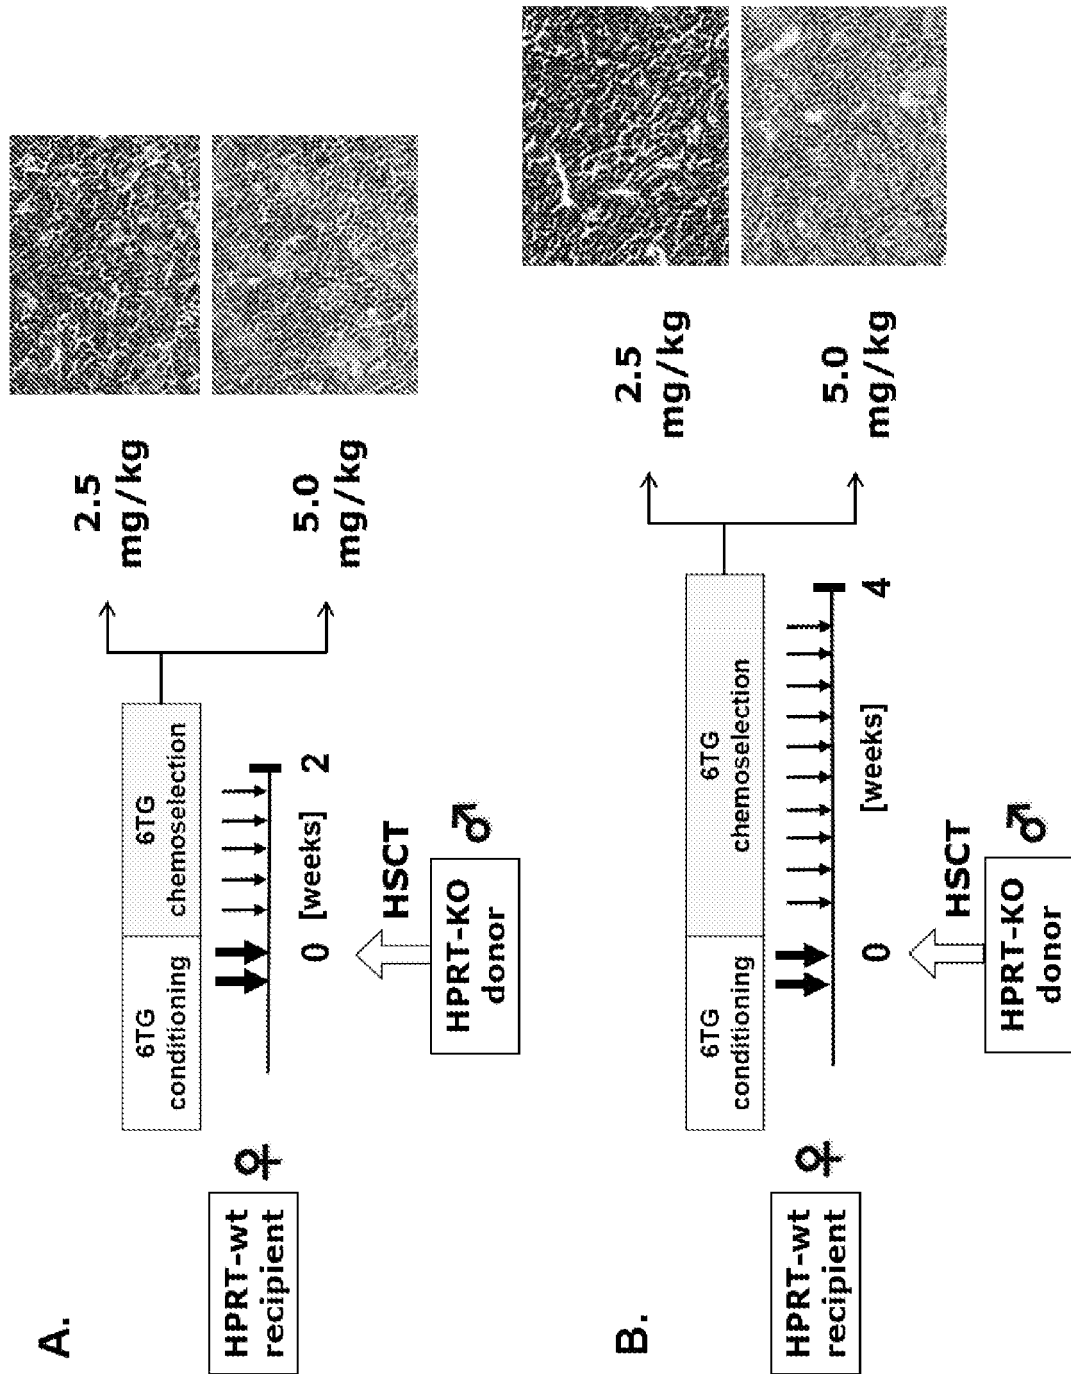 A.
HPRT-wt
recipient
♀
6TG
conditioning
6TG
chemoselection
0
[weeks]
2
HSCT
HPRT-KO
donor
♂
2.5
mg/kg
5.0
mg/kg
B.
HPRT-wt
recipient
♀
6TG
conditioning
6TG
chemoselection
0
[weeks]
4
HSCT
HPRT-KO
donor
♂
2.5
mg/kg
5.0
mg/kg